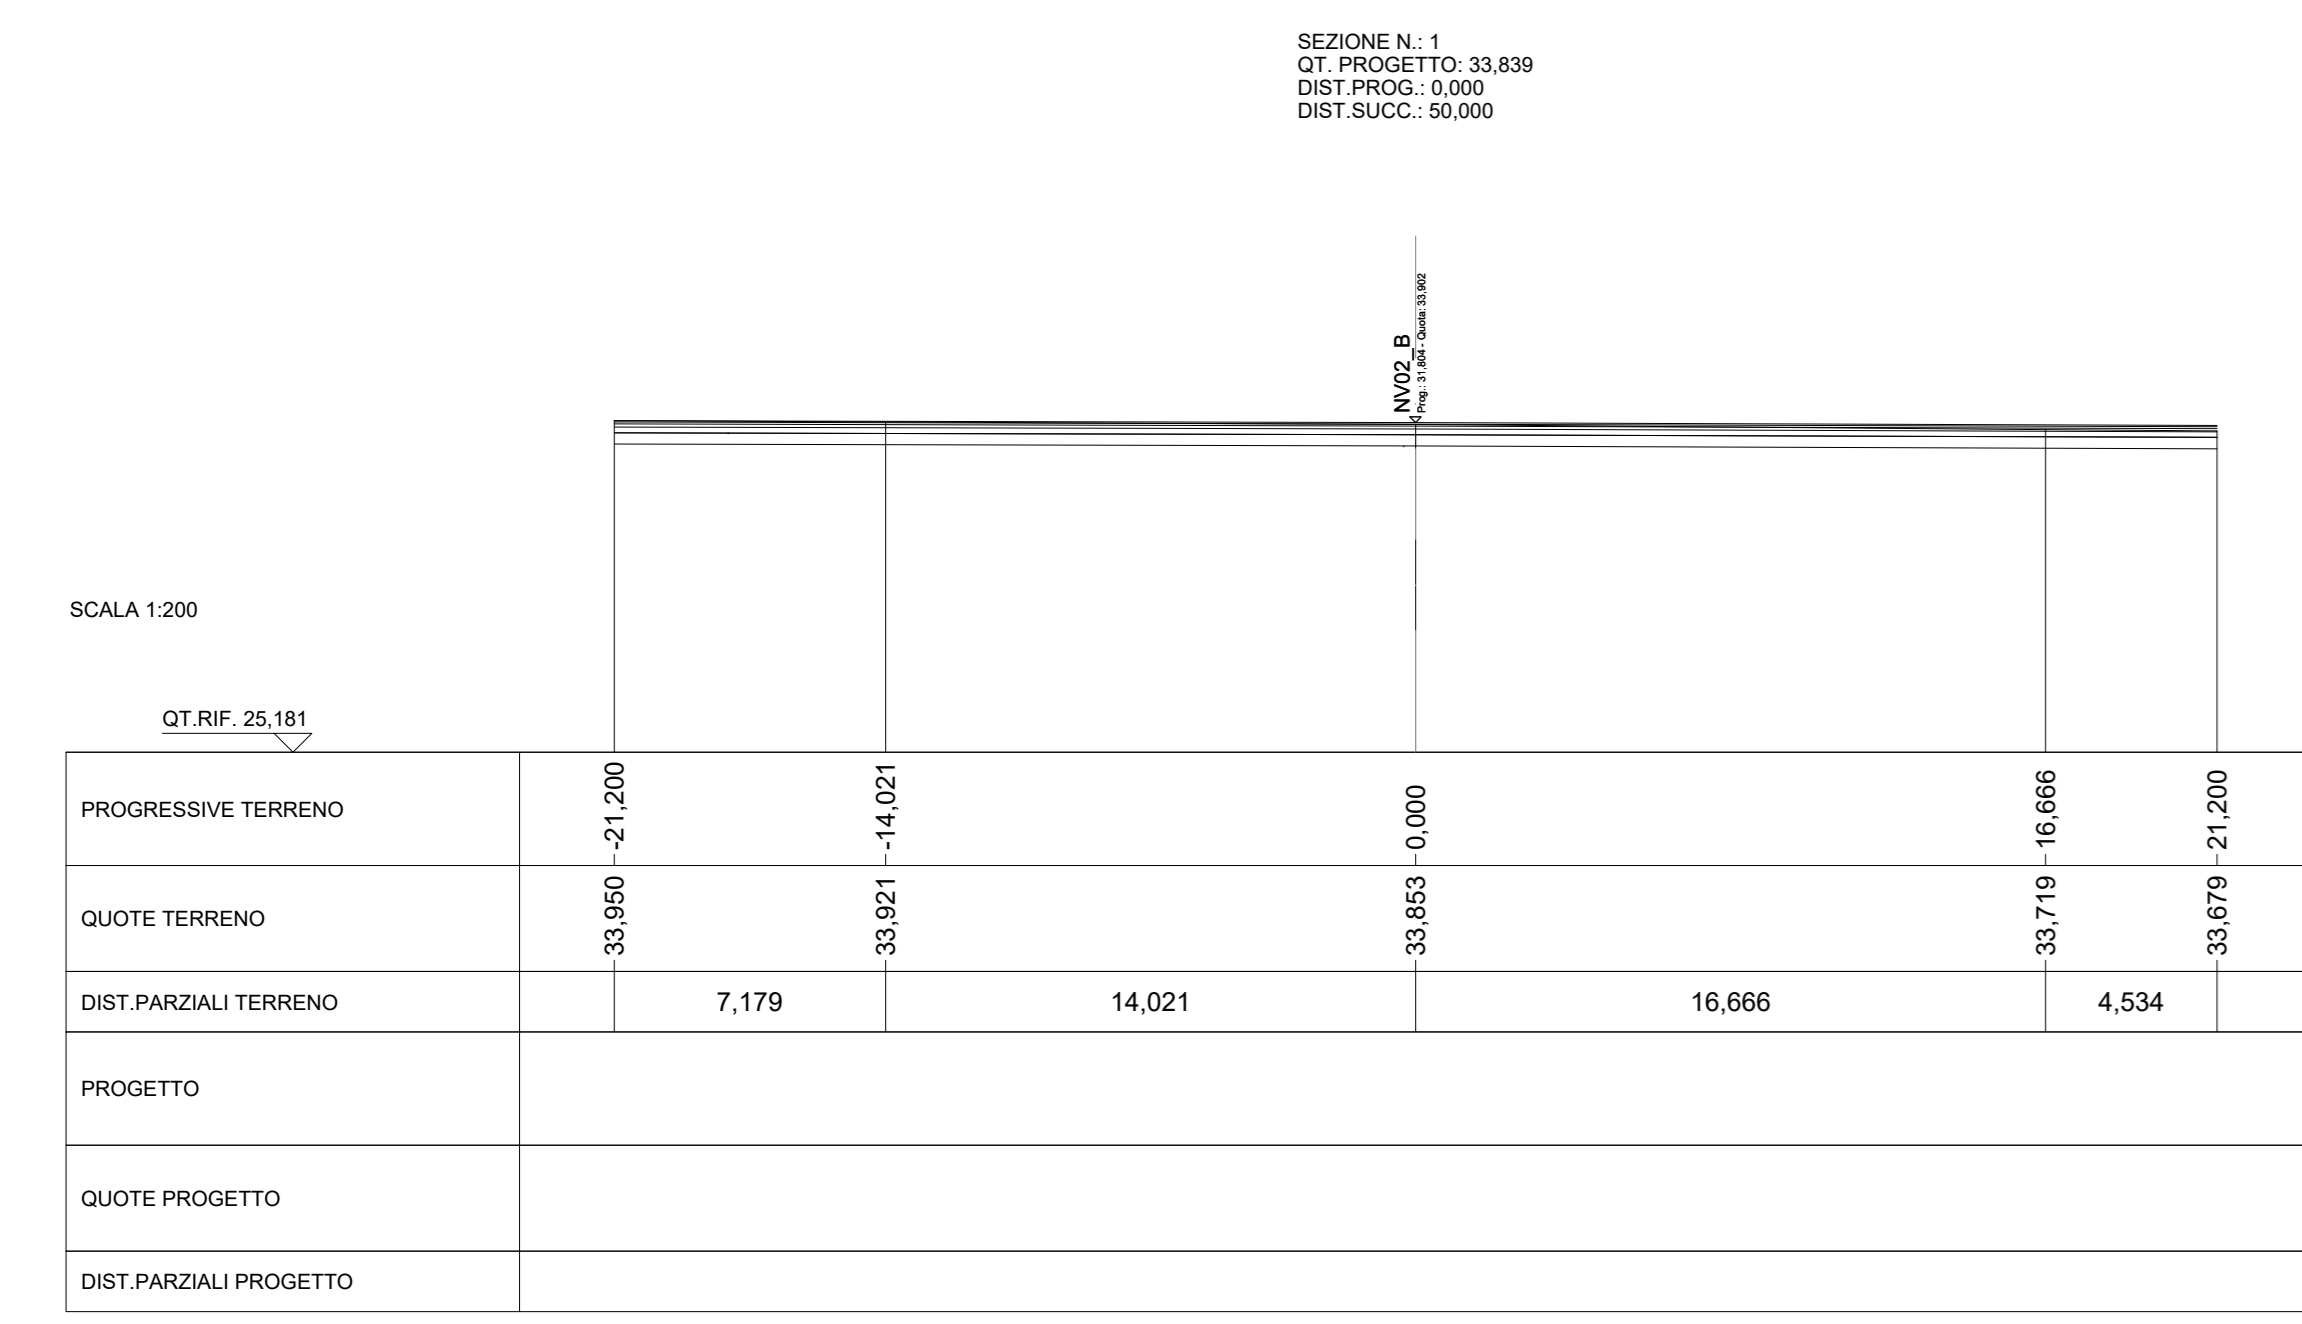 SEZIONE N.: 1
QT. PROGETTO: 33,839
DIST.PROG.: 0,000
DIST.SUCC.: 50,000
NV02_B
Prog.: 31,804 - Quota: 33,902
SCALA 1:200
QT.RIF. 25,181
PROGRESSIVE TERRENO -21,200 -14,021 0,000 16,666 21,200
QUOTE TERRENO 33,950 33,921 33,853 33,719 33,679
DIST.PARZIALI TERRENO 7,179 14,021 16,666 4,534
PROGETTO
QUOTE PROGETTO
DIST.PARZIALI PROGETTO